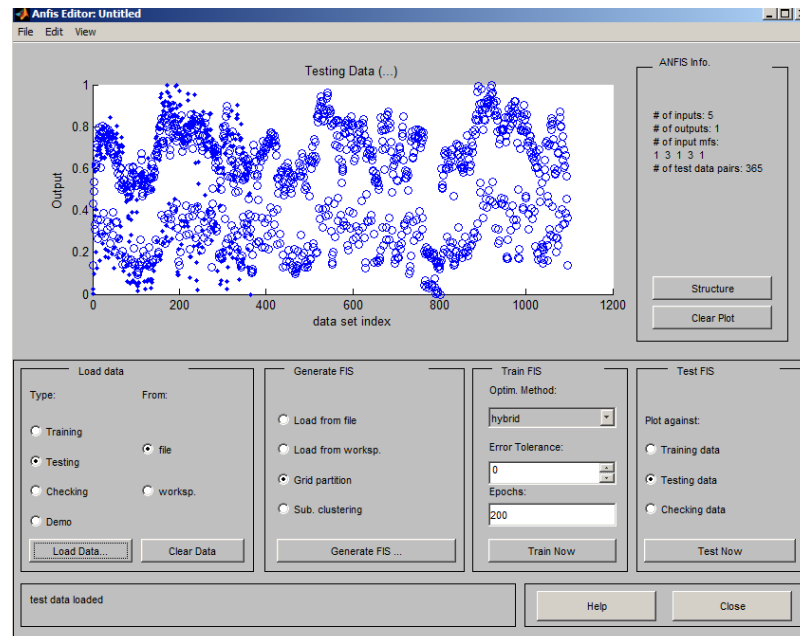 Anfis Editor: Untitled
File Edit View
Testing Data (...)
1
0.8
0.6
0.4
0.2
0
Output
0 200 400 600 800 1000 1200
data set index
ANFIS Info.
# of inputs: 5
# of outputs: 1
# of input mfs:
1 3 1 3 1
# of test data pairs: 365
Structure
Clear Plot
Load data
Type: From:
Training
file
Testing
Checking
worksp.
Demo
Load Data... Clear Data
Generate FIS
Load from file
Load from worksp.
Grid partition
Sub. clustering
Generate FIS ...
Train FIS
Optim. Method:
hybrid
Error Tolerance:
0
Epochs:
200
Train Now
Test FIS
Plot against:
Training data
Testing data
Checking data
Test Now
test data loaded
Help Close